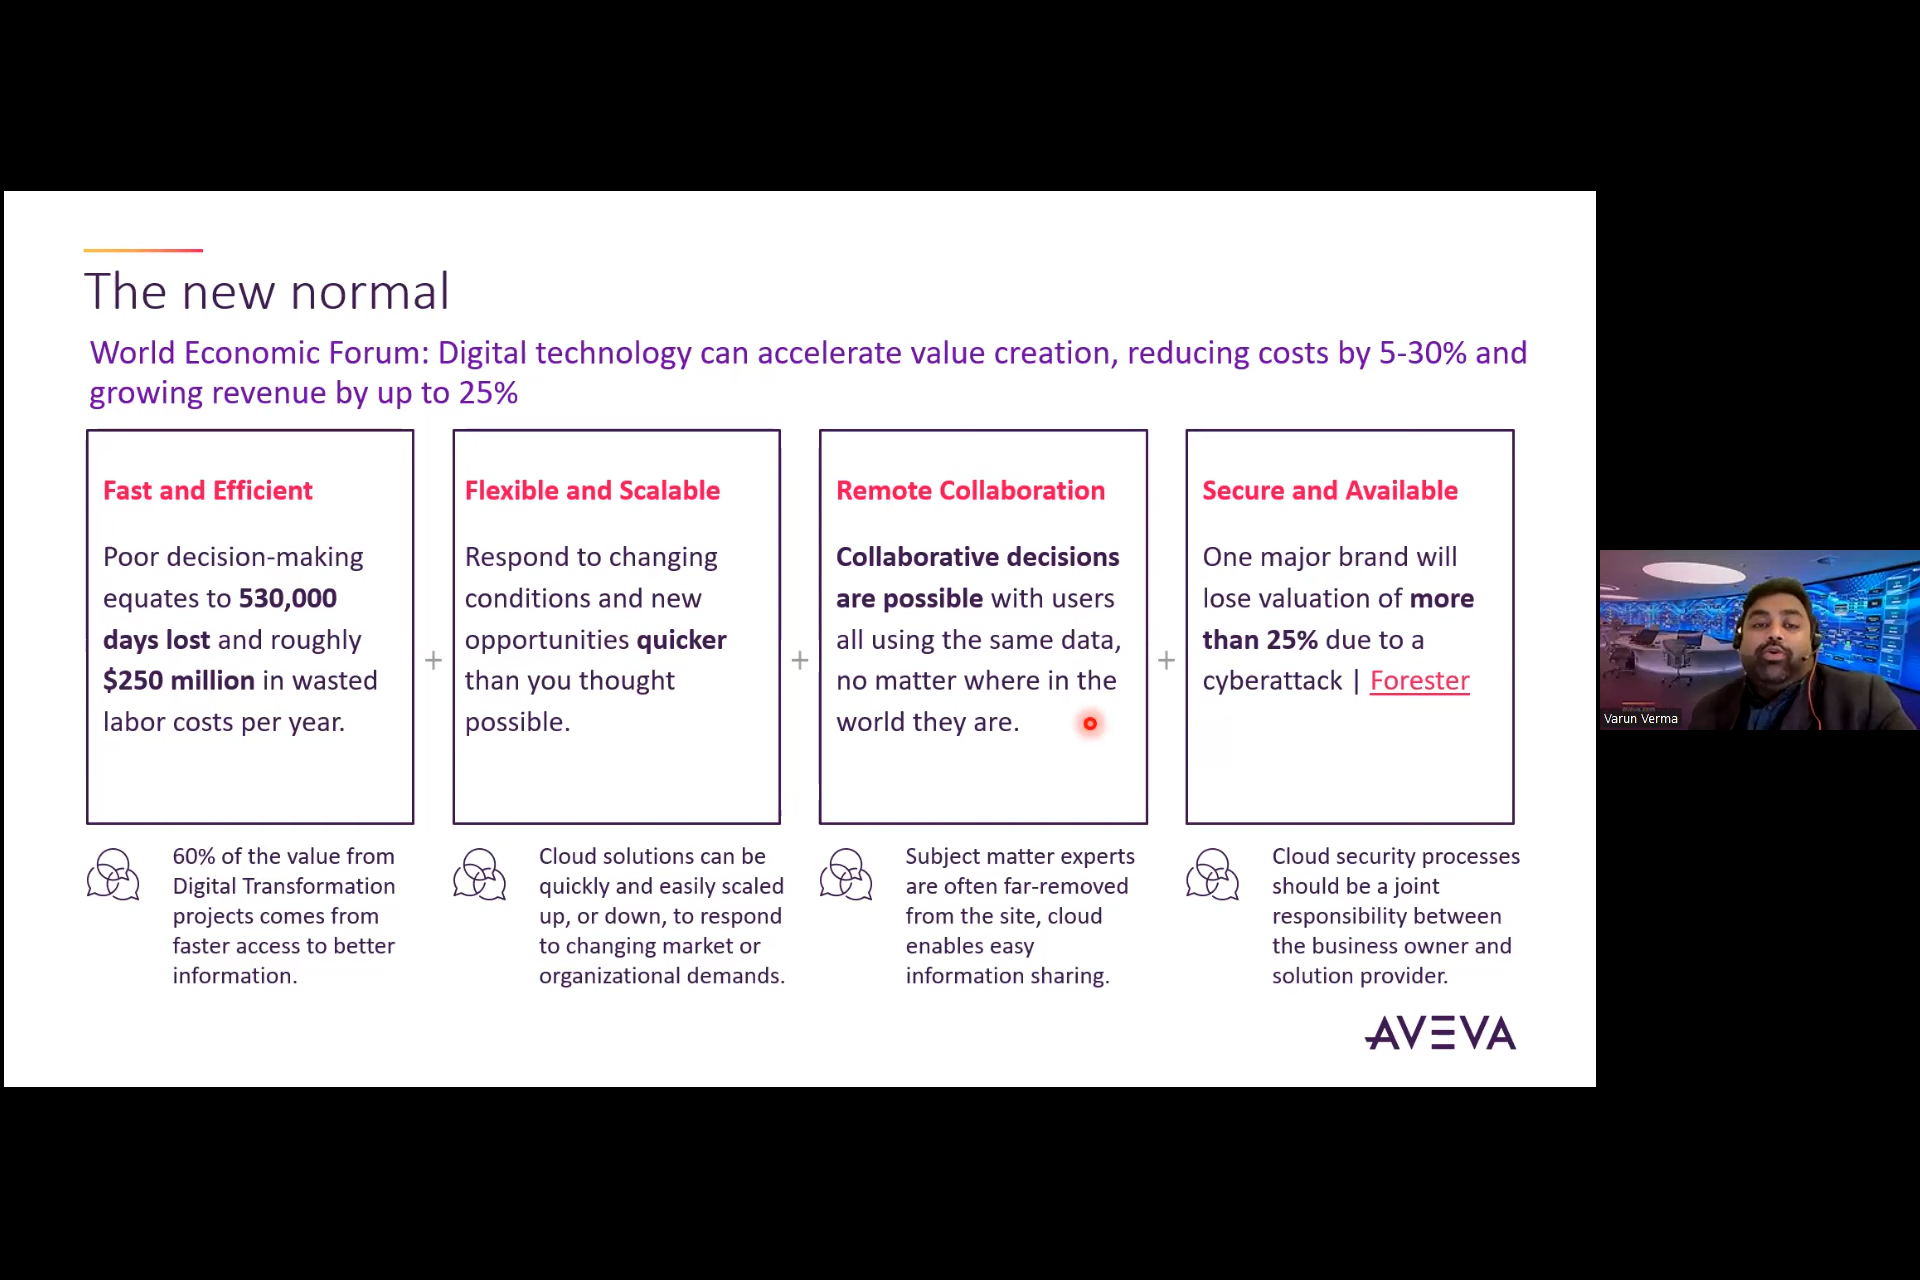 The new normal
World Economic Forum: Digital technology can accelerate value creation, reducing costs by 5-30% and
growing revenue by up to 25%
Fast and Efficient
Poor decision-making
equates to 530,000
days lost and roughly
$250 million in wasted
labor costs per year.
+
Flexible and Scalable
Respond to changing
conditions and new
opportunities quicker
than you thought
possible.
+
Remote Collaboration
Collaborative decisions
are possible with users
all using the same data,
no matter where in the
world they are.
+
Secure and Available
One major brand will
lose valuation of more
than 25% due to a
cyberattack | Forester
60% of the value from
Digital Transformation
projects comes from
faster access to better
information.
Cloud solutions can be
quickly and easily scaled
up, or down, to respond
to changing market or
organizational demands.
Subject matter experts
are often far-removed
from the site, cloud
enables easy
information sharing.
Cloud security processes
should be a joint
responsibility between
the business owner and
solution provider.
AVEVA
Varun Verma